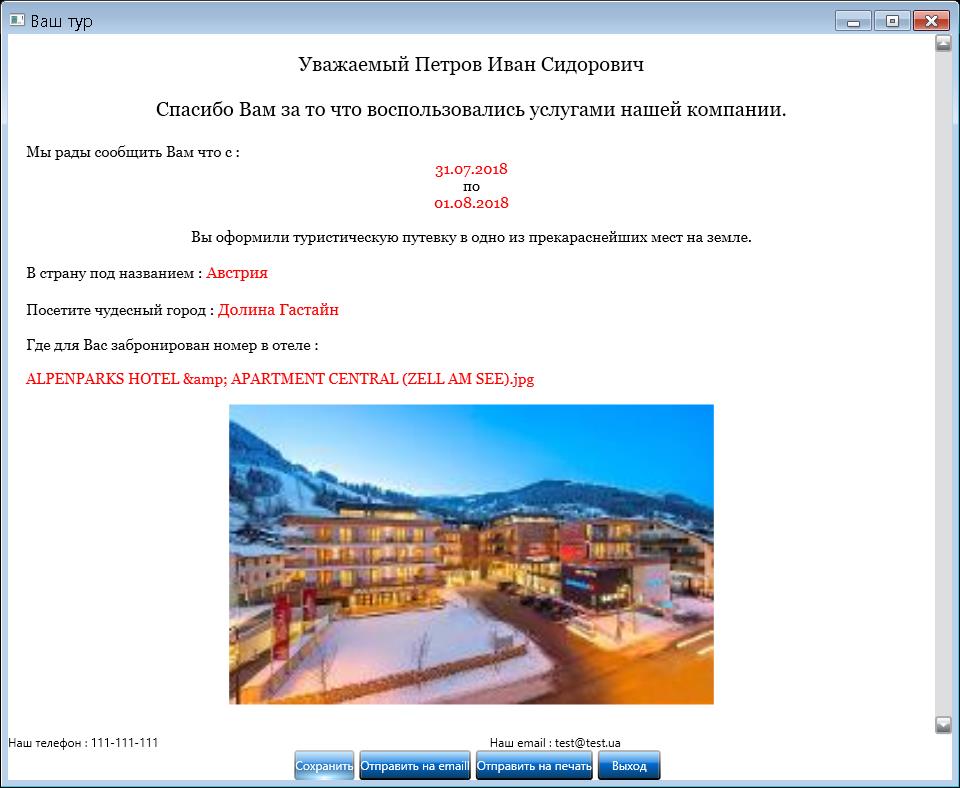 Ваш тур
Уважаемый Петров Иван Сидорович
Спасибо Вам за то что воспользовались услугами нашей компании.
Мы рады сообщить Вам что с :
31.07.2018
по
01.08.2018
Вы оформили туристическую путевку в одно из прекараснейших мест на земле.
В страну под названием : Австрия
Посетите чудесный город : Долина Гастайн
Где для Вас забронирован номер в отеле :
ALPENPARKS HOTEL &amp; APARTMENT CENTRAL (ZELL AM SEE).jpg
Наш телефон : 111-111-111 Наш email : test@test.ua
Сохранить Отправить на email Отправить на печать Выход